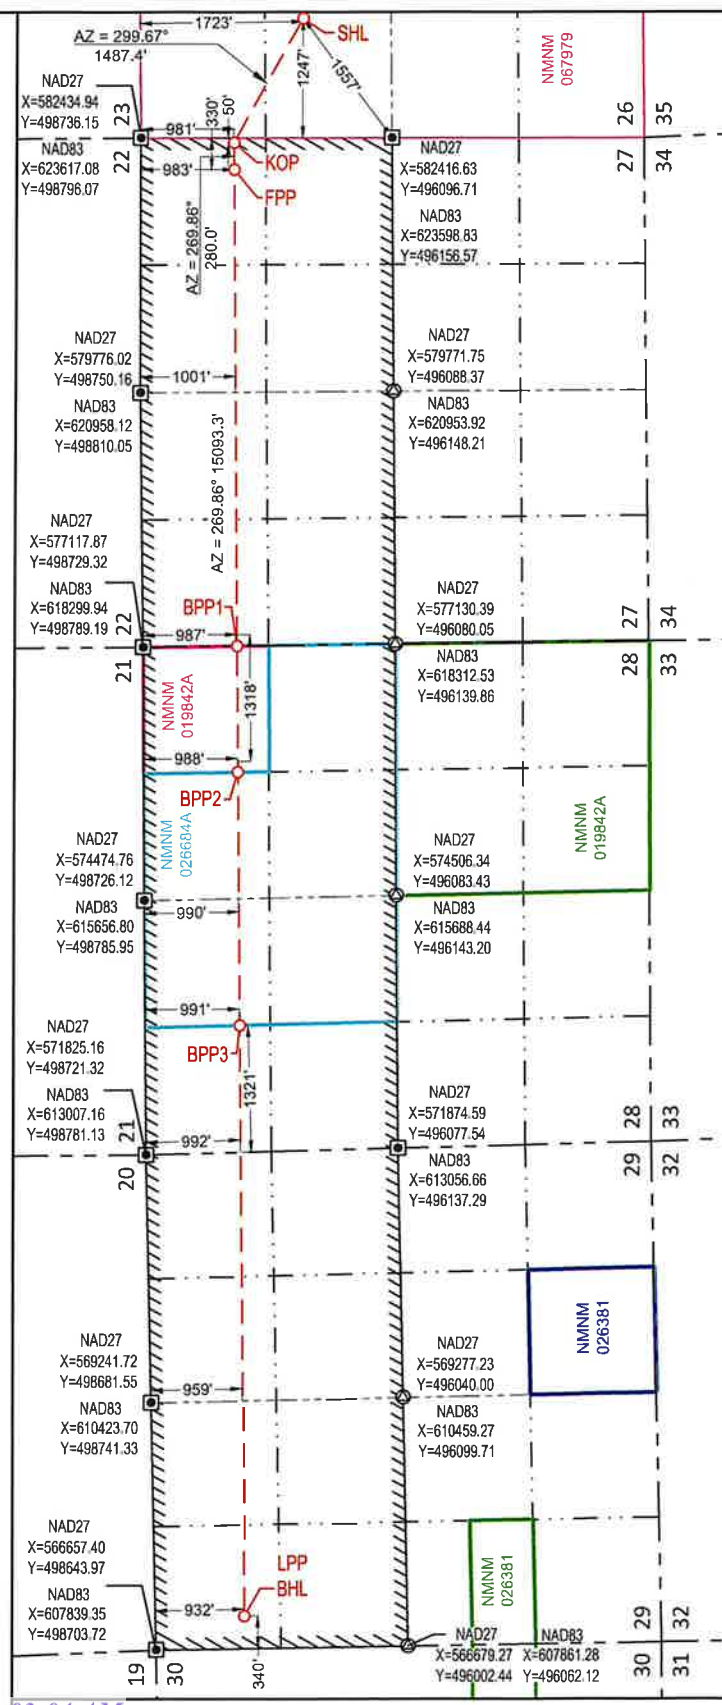 1723'
AZ = 299.67°
1487.4'
SHL
1247'
1557'
330'
50'
NMNM
067979
NAD27
X=582434.94
Y=498736.15
23
22
981'
26
35
27
34
NAD83
X=623617.08
Y=498796.07
983'
KOP
FPP
AZ = 269.86°
280.0'
NAD27
X=582416.63
Y=496096.71
NAD83
X=623598.83
Y=496156.57
NAD27
X=579776.02
Y=498750.16
NAD83
X=620958.12
Y=498810.05
1001'
NAD27
X=579771.75
Y=496088.37
NAD83
X=620953.92
Y=496148.21
AZ = 269.86° 15093.3'
NAD27
X=577117.87
Y=498729.32
NAD83
X=618299.94
Y=498789.19
22
21
BPP1
987'
NAD27
X=577130.39
Y=496080.05
NAD83
X=618312.53
Y=496139.86
27
34
28
33
NMNM
019842A
1318'
988'
BPP2
NMNM
026684A
NMNM
019842A
NAD27
X=574474.76
Y=498726.12
NAD83
X=615656.80
Y=498785.95
990'
NAD27
X=574506.34
Y=496083.43
NAD83
X=615688.44
Y=496143.20
991'
BPP3
1321'
NAD27
X=571825.16
Y=498721.32
NAD83
X=613007.16
Y=498781.13
21
20
992'
NAD27
X=571874.59
Y=496077.54
NAD83
X=613056.66
Y=496137.29
28
33
29
32
NMNM
026381
NAD27
X=569241.72
Y=498681.55
NAD83
X=610423.70
Y=498741.33
959'
NAD27
X=569277.23
Y=496040.00
NAD83
X=610459.27
Y=496099.71
NAD27
X=566657.40
Y=498643.97
NAD83
X=607839.35
Y=498703.72
LPP
BHL
932'
340'
NMNM
026381
19
30
NAD27
X=566679.27
Y=496002.44
NAD83
X=607861.28
Y=496062.12
29
32
30
31